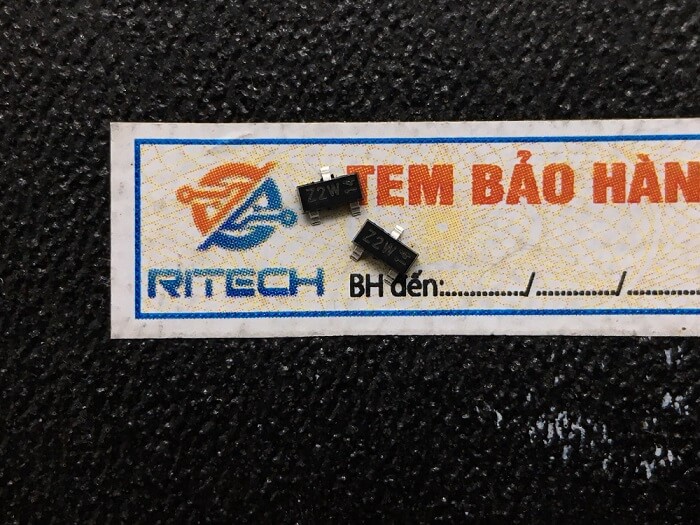 TEM BẢO HÀN
Z2W
Z2W
RITECH
BH đến:............../............../............